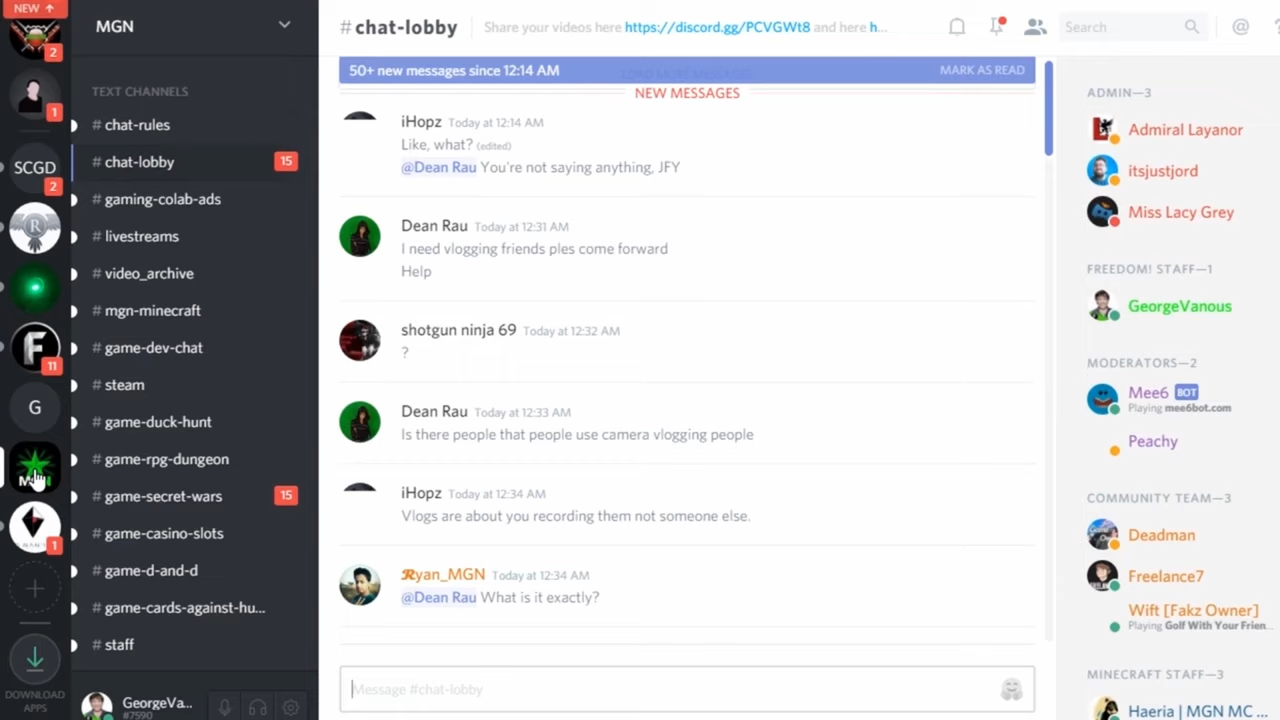 NEW ↑
2
1
SCGD
2
R
F
11
G
1
DOWNLOAD
APPS
MGN
TEXT CHANNELS
# chat-rules
# chat-lobby 15
# gaming-colab-ads
# livestreams
# video_archive
# mgn-minecraft
# game-dev-chat
# steam
# game-duck-hunt
# game-rpg-dungeon
# game-secret-wars 15
# game-casino-slots
# game-d-and-d
# game-cards-against-hu...
# staff
GeorgeVa...
#7590
# chat-lobby Share your videos here https://discord.gg/PCVGWt8 and here h...
Search
@
?
50+ new messages since 12:14 AM MARK AS READ
NEW MESSAGES
iHopz Today at 12:14 AM
Like, what? (edited)
@Dean Rau You're not saying anything, JFY
Dean Rau Today at 12:31 AM
I need vlogging friends ples come forward
Help
shotgun ninja 69 Today at 12:32 AM
?
Dean Rau Today at 12:33 AM
Is there people that people use camera vlogging people
iHopz Today at 12:34 AM
Vlogs are about you recording them not someone else.
Ryan_MGN Today at 12:34 AM
@Dean Rau What is it exactly?
Message #chat-lobby
ADMIN—3
Admiral Layanor
itsjustjord
Miss Lacy Grey
FREEDOM! STAFF—1
GeorgeVanous
MODERATORS—2
Mee6 BOT
Playing mee6bot.com
Peachy
COMMUNITY TEAM—3
Deadman
Freelance7
Wift [Fakz Owner]
Playing Golf With Your Frien...
MINECRAFT STAFF—3
Haeria | MGN MC ...